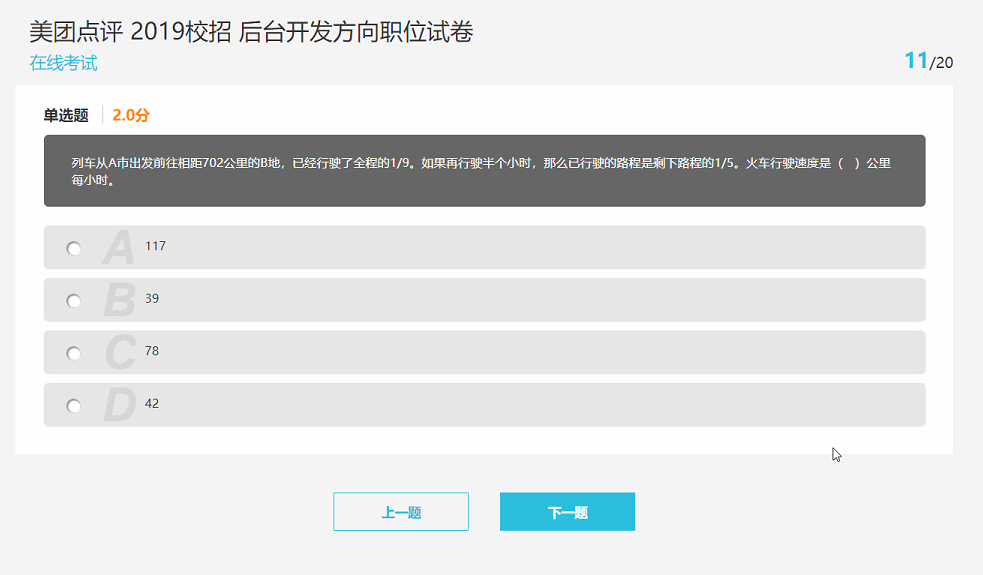 美团点评 2019校招 后台开发方向职位试卷
在线考试
11/20
单选题 2.0分
列车从A市出发前往相距702公里的B地，已经行驶了全程的1/9。如果再行驶半个小时，那么已行驶的路程是剩下路程的1/5。火车行驶速度是（　）公里
每小时。
A 117
B 39
C 78
D 42
上一题 下一题